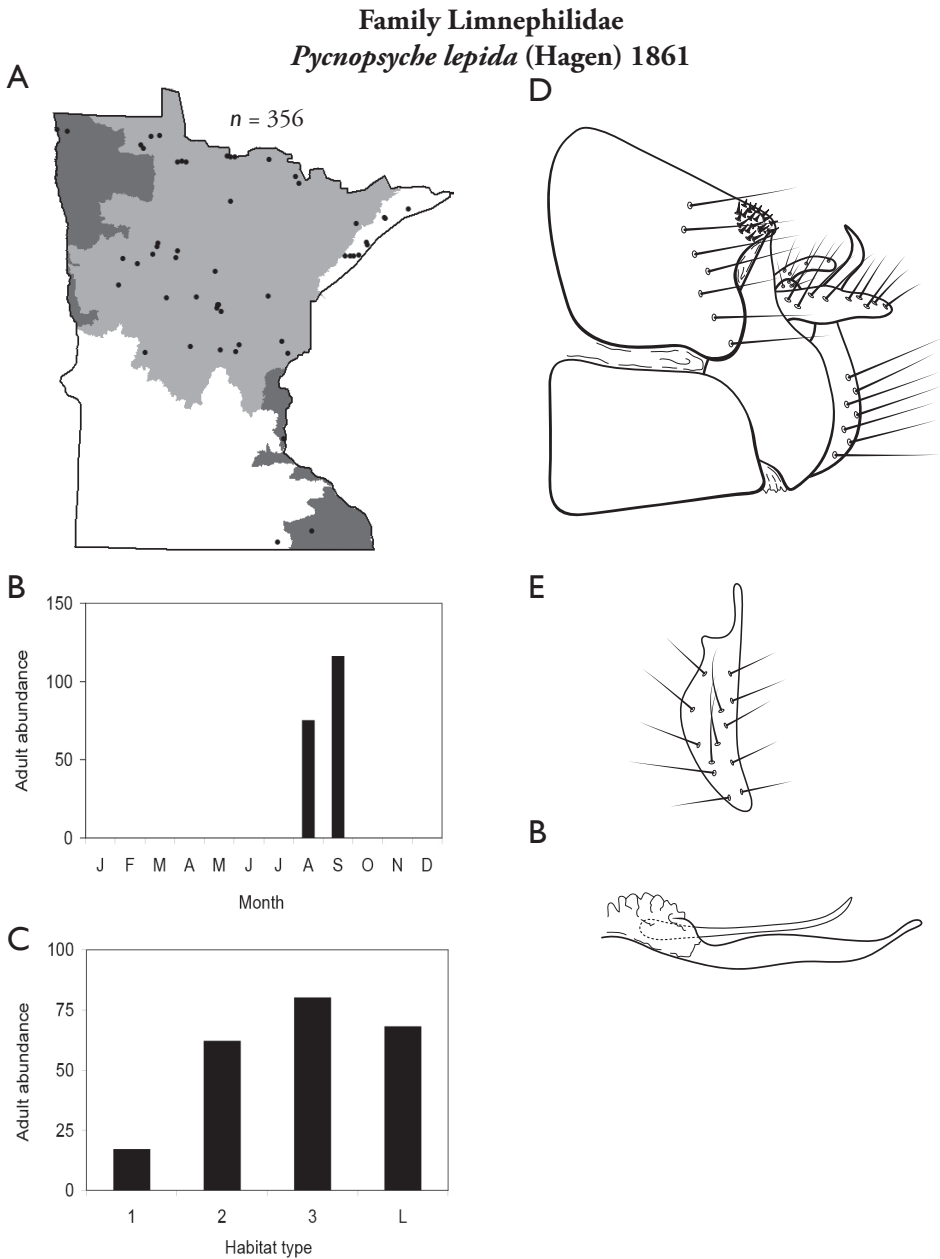 Family Limnephilidae
Pycnopsyche lepida (Hagen) 1861
A
n = 356
D
B
150
100
50
0
Adult abundance
J F M A M J J A S O N D
Month
E
B
C
100
75
50
25
0
Adult abundance
1 2 3 L
Habitat type